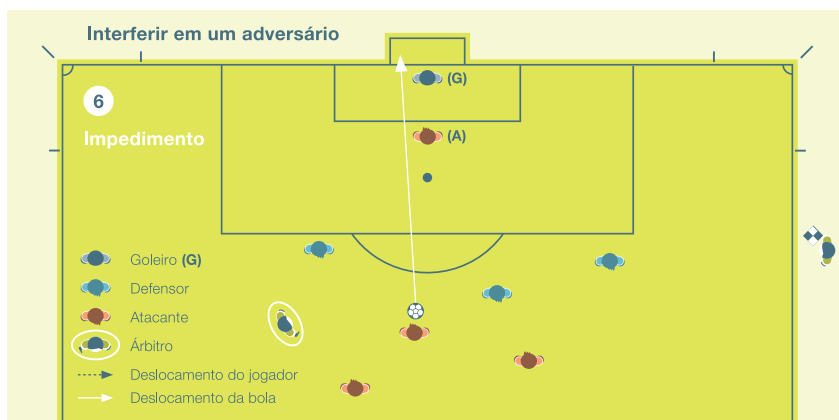 Interferir em um adversário
(G)
6
(A)
Impedimento
Goleiro (G)
Defensor
Atacante
Árbitro
Deslocamento do jogador
Deslocamento da bola